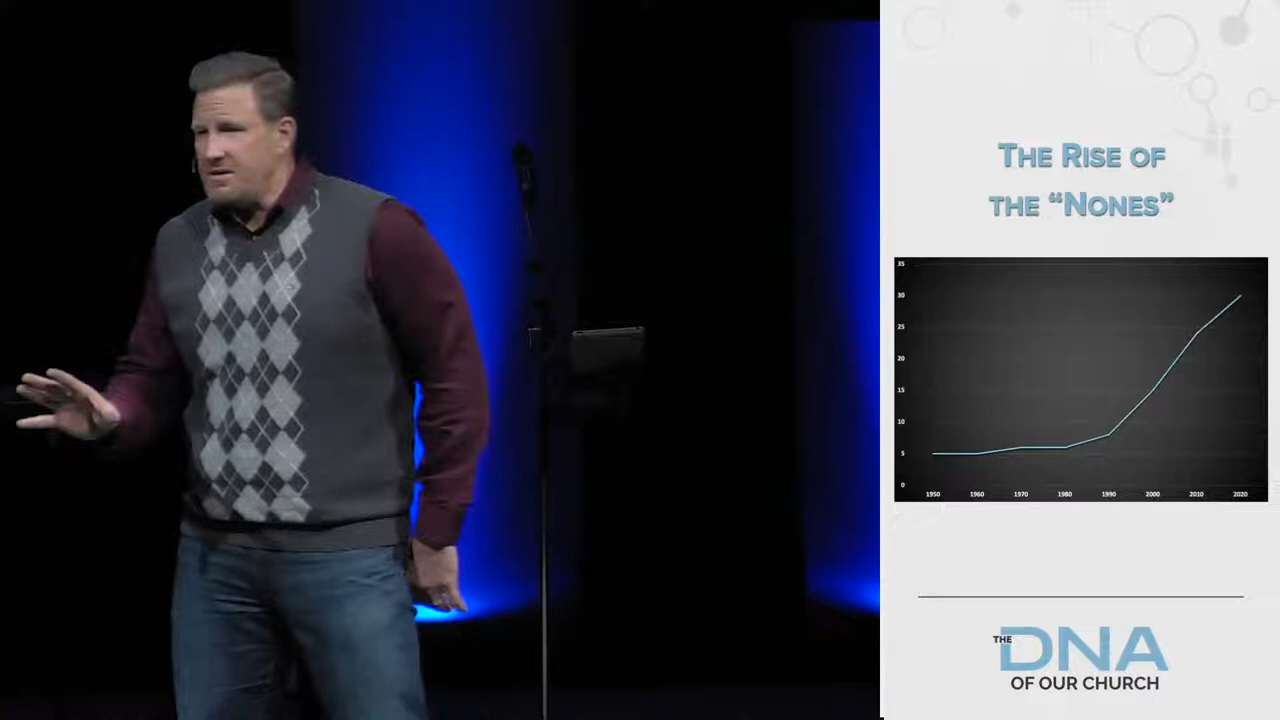 THE RISE OF
THE “NONES”
35
30
25
20
15
10
5
0
1950 1960 1970 1980 1990 2000 2010 2020
THE DNA
OF OUR CHURCH